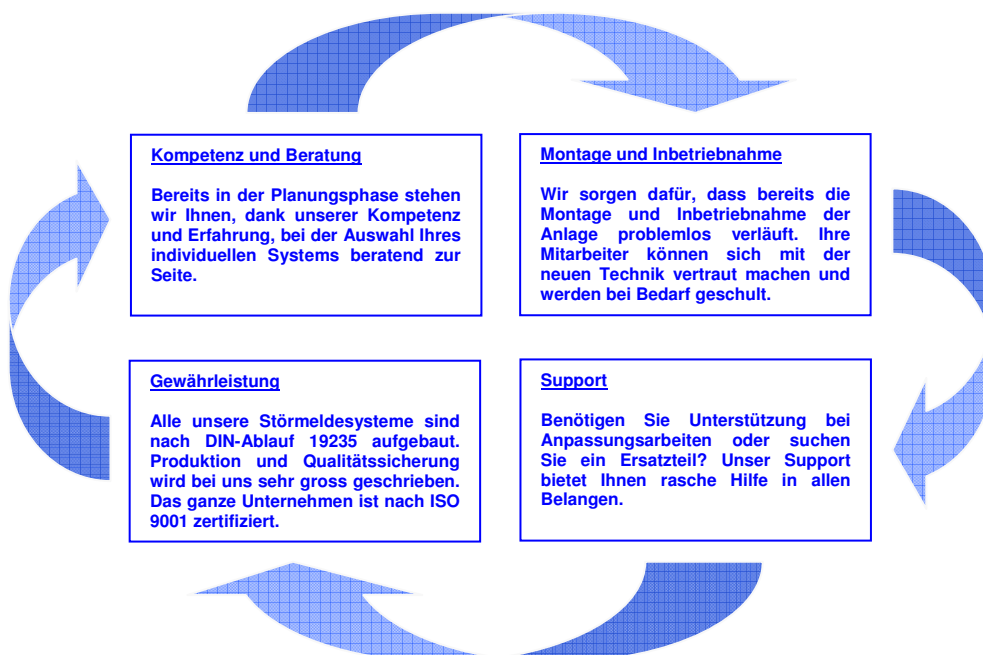 Kompetenz und Beratung
Bereits in der Planungsphase stehen
wir Ihnen, dank unserer Kompetenz
und Erfahrung, bei der Auswahl Ihres
individuellen Systems beratend zur
Seite.
Montage und Inbetriebnahme
Wir sorgen dafür, dass bereits die
Montage und Inbetriebnahme der
Anlage problemlos verläuft. Ihre
Mitarbeiter können sich mit der
neuen Technik vertraut machen und
werden bei Bedarf geschult.
Gewährleistung
Alle unsere Störmeldesysteme sind
nach DIN-Ablauf 19235 aufgebaut.
Produktion und Qualitätssicherung
wird bei uns sehr gross geschrieben.
Das ganze Unternehmen ist nach ISO
9001 zertifiziert.
Support
Benötigen Sie Unterstützung bei
Anpassungsarbeiten oder suchen
Sie ein Ersatzteil? Unser Support
bietet Ihnen rasche Hilfe in allen
Belangen.